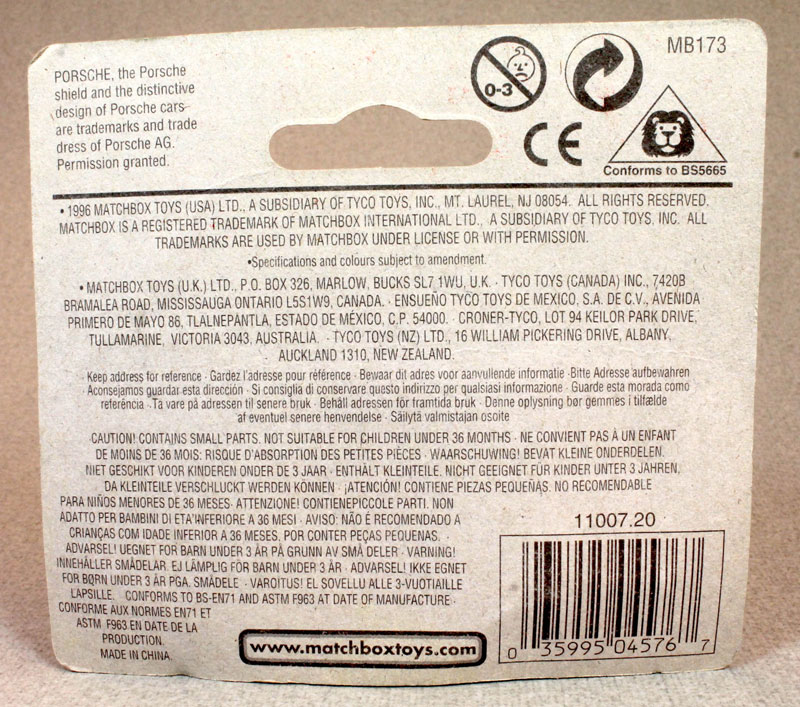 PORSCHE, the Porsche
shield and the distinctive
design of Porsche cars
are trademarks and trade
dress of Porsche AG.
Permission granted.
0-3
MB173
CE
Conforms to BS5665
• 1996 MATCHBOX TOYS (USA) LTD., A SUBSIDIARY OF TYCO TOYS, INC., MT. LAUREL, NJ 08054. ALL RIGHTS RESERVED.
MATCHBOX IS A REGISTERED TRADEMARK OF MATCHBOX INTERNATIONAL LTD., A SUBSIDIARY OF TYCO TOYS, INC. ALL
TRADEMARKS ARE USED BY MATCHBOX UNDER LICENSE OR WITH PERMISSION.
•Specifications and colours subject to amendment.
• MATCHBOX TOYS (U.K.) LTD., P.O. BOX 326, MARLOW, BUCKS SL7 1WU, U.K. · TYCO TOYS (CANADA) INC., 7420B
BRAMALEA ROAD, MISSISSAUGA ONTARIO L5S1W9, CANADA. · ENSUEÑO TYCO TOYS DE MEXICO, S.A. DE C.V., AVENIDA
PRIMERO DE MAYO 86, TLALNEPANTLA, ESTADO DE MÉXICO, C.P. 54000. · CRONER-TYCO, LOT 94 KEILOR PARK DRIVE,
TULLAMARINE, VICTORIA 3043, AUSTRALIA. · TYCO TOYS (NZ) LTD., 16 WILLIAM PICKERING DRIVE, ALBANY,
AUCKLAND 1310, NEW ZEALAND.
· Keep address for reference · Gardez l'adresse pour référence · Bewaar dit adres voor aanvullende informatie · Bitte Adresse aufbewahren
· Aconsejamos guardar esta dirección · Si consiglia di conservare questo indirizzo per qualsiasi informazione · Guarde esta morada como
referência · Ta vare på adressen til senere bruk · Behåll adressen för framtida bruk · Denne oplysning bør gemmes i tilfælde
af eventuel senere henvendelse · Säilytä valmistajan osoite
CAUTION! CONTAINS SMALL PARTS. NOT SUITABLE FOR CHILDREN UNDER 36 MONTHS · NE CONVIENT PAS À UN ENFANT
DE MOINS DE 36 MOIS: RISQUE D'ABSORPTION DES PETITES PIÈCES · WAARSCHUWING! BEVAT KLEINE ONDERDELEN.
NIET GESCHIKT VOOR KINDEREN ONDER DE 3 JAAR · ENTHÄLT KLEINTEILE. NICHT GEEIGNET FÜR KINDER UNTER 3 JAHREN,
DA KLEINTEILE VERSCHLUCKT WERDEN KÖNNEN · ¡ATENCIÓN! CONTIENE PIEZAS PEQUEÑAS. NO RECOMENDABLE
PARA NIÑOS MENORES DE 36 MESES · ATTENZIONE! CONTIENEPICCOLE PARTI. NON
ADATTO PER BAMBINI DI ETA'INFERIORE A 36 MESI · AVISO: NÃO É RECOMENDADO A
CRIANÇAS COM IDADE INFERIOR A 36 MESES, POR CONTER PEÇAS PEQUENAS. ·
ADVARSEL! UEGNET FOR BARN UNDER 3 ÅR PÅ GRUNN AV SMÅ DELER · VARNING!
INNEHÅLLER SMÅDELAR. EJ LÄMPLIG FÖR BARN UNDER 3 ÅR · ADVARSEL! IKKE EGNET
FOR BØRN UNDER 3 ÅR PGA. SMÅDELE · VAROITUS! EI SOVELLU ALLE 3-VUOTIAILLE
LAPSILLE. CONFORMS TO BS-EN71 AND ASTM F963 AT DATE OF MANUFACTURE ·
CONFORME AUX NORMES EN71 ET
ASTM F963 EN DATE DE LA
PRODUCTION.
MADE IN CHINA.
www.matchboxtoys.com
11007.20
0 35995 04576 7